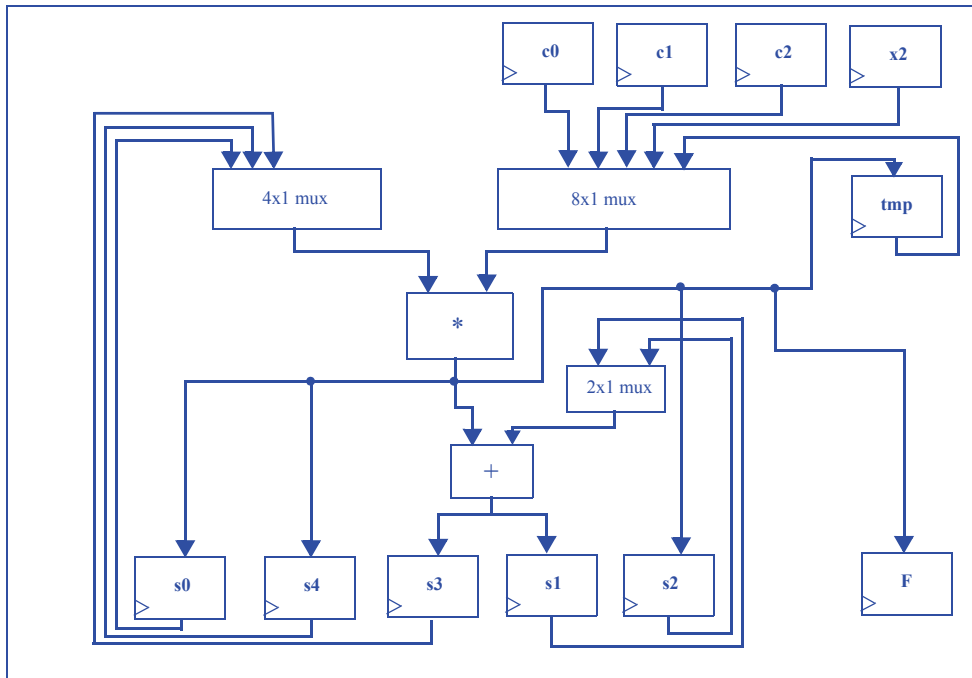 c0
c1
c2
x2
4x1 mux
8x1 mux
tmp
*
2x1 mux
+
s0
s4
s3
s1
s2
F